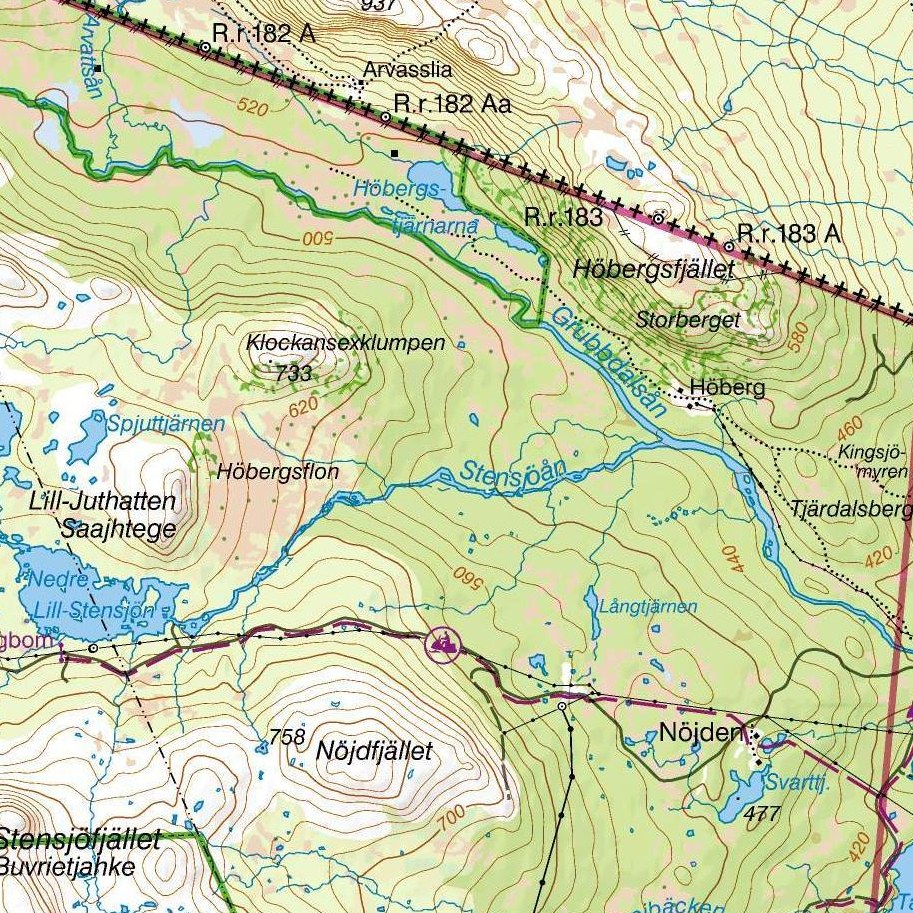 937
R.r.182 A
Arvattsån
Arvasslia
R.r.182 Aa
520
Höbergs-
tjärnarna
R.r.183
R.r.183 A
500
Höbergsfjället
Storberget
580
Grubbdalsån
Klockansexklumpen
733
Höberg
620
Spjuttjärnen
460
Kingsjö-
myren
Höbergsflon
Stensjöån
Lill-Juthatten
Saajhtege
Tjärdalsberg
440
420
560
Nedre
Lill-Stensjön
Långtjärnen
gbom
758
Nöjdfjället
Nöjden
Svarttj.
477
700
Stensjöfjället
Buvrietjahke
420
bäcken